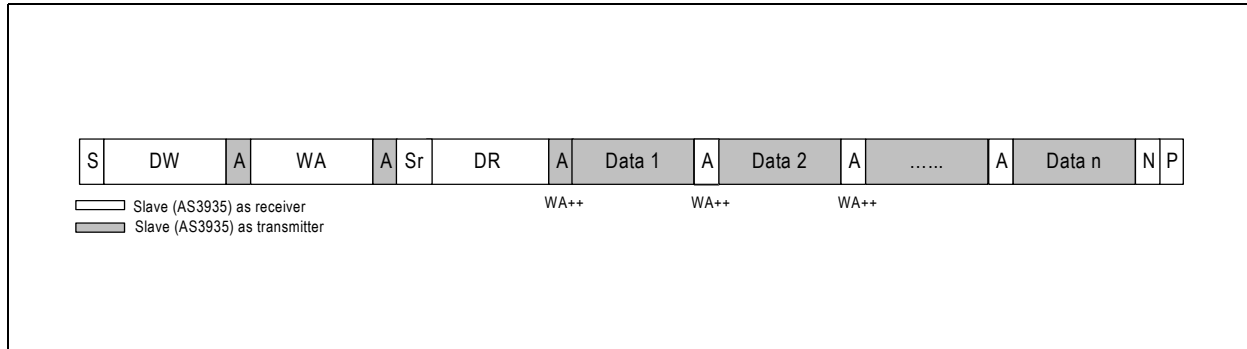 S DW A WA A Sr DR A Data 1 A Data 2 A ...... A Data n N P
WA++ WA++ WA++
Slave (AS3935) as receiver
Slave (AS3935) as transmitter